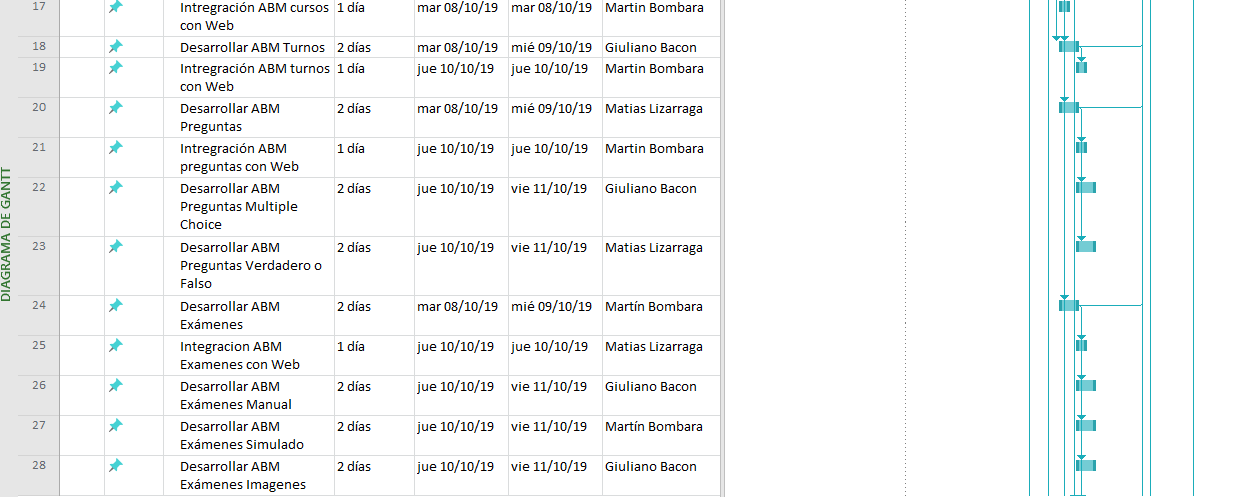 DIAGRAMA DE GANTT
17 Intregración ABM cursos 1 día mar 08/10/19 mar 08/10/19 Martin Bombara
con Web
18 Desarrollar ABM Turnos 2 días mar 08/10/19 mié 09/10/19 Giuliano Bacon
19 Intregración ABM turnos 1 día jue 10/10/19 jue 10/10/19 Martin Bombara
con Web
20 Desarrollar ABM 2 días mar 08/10/19 mié 09/10/19 Matias Lizarraga
Preguntas
21 Intregración ABM 1 día jue 10/10/19 jue 10/10/19 Martin Bombara
preguntas con Web
22 Desarrollar ABM 2 días jue 10/10/19 vie 11/10/19 Giuliano Bacon
Preguntas Multiple
Choice
23 Desarrollar ABM 2 días jue 10/10/19 vie 11/10/19 Matias Lizarraga
Preguntas Verdadero o
Falso
24 Desarrollar ABM 2 días mar 08/10/19 mié 09/10/19 Martín Bombara
Exámenes
25 Integracion ABM 1 día jue 10/10/19 jue 10/10/19 Matias Lizarraga
Examenes con Web
26 Desarrollar ABM 2 días jue 10/10/19 vie 11/10/19 Giuliano Bacon
Exámenes Manual
27 Desarrollar ABM 2 días jue 10/10/19 vie 11/10/19 Martín Bombara
Exámenes Simulado
28 Desarrollar ABM 2 días jue 10/10/19 vie 11/10/19 Giuliano Bacon
Exámenes Imagenes